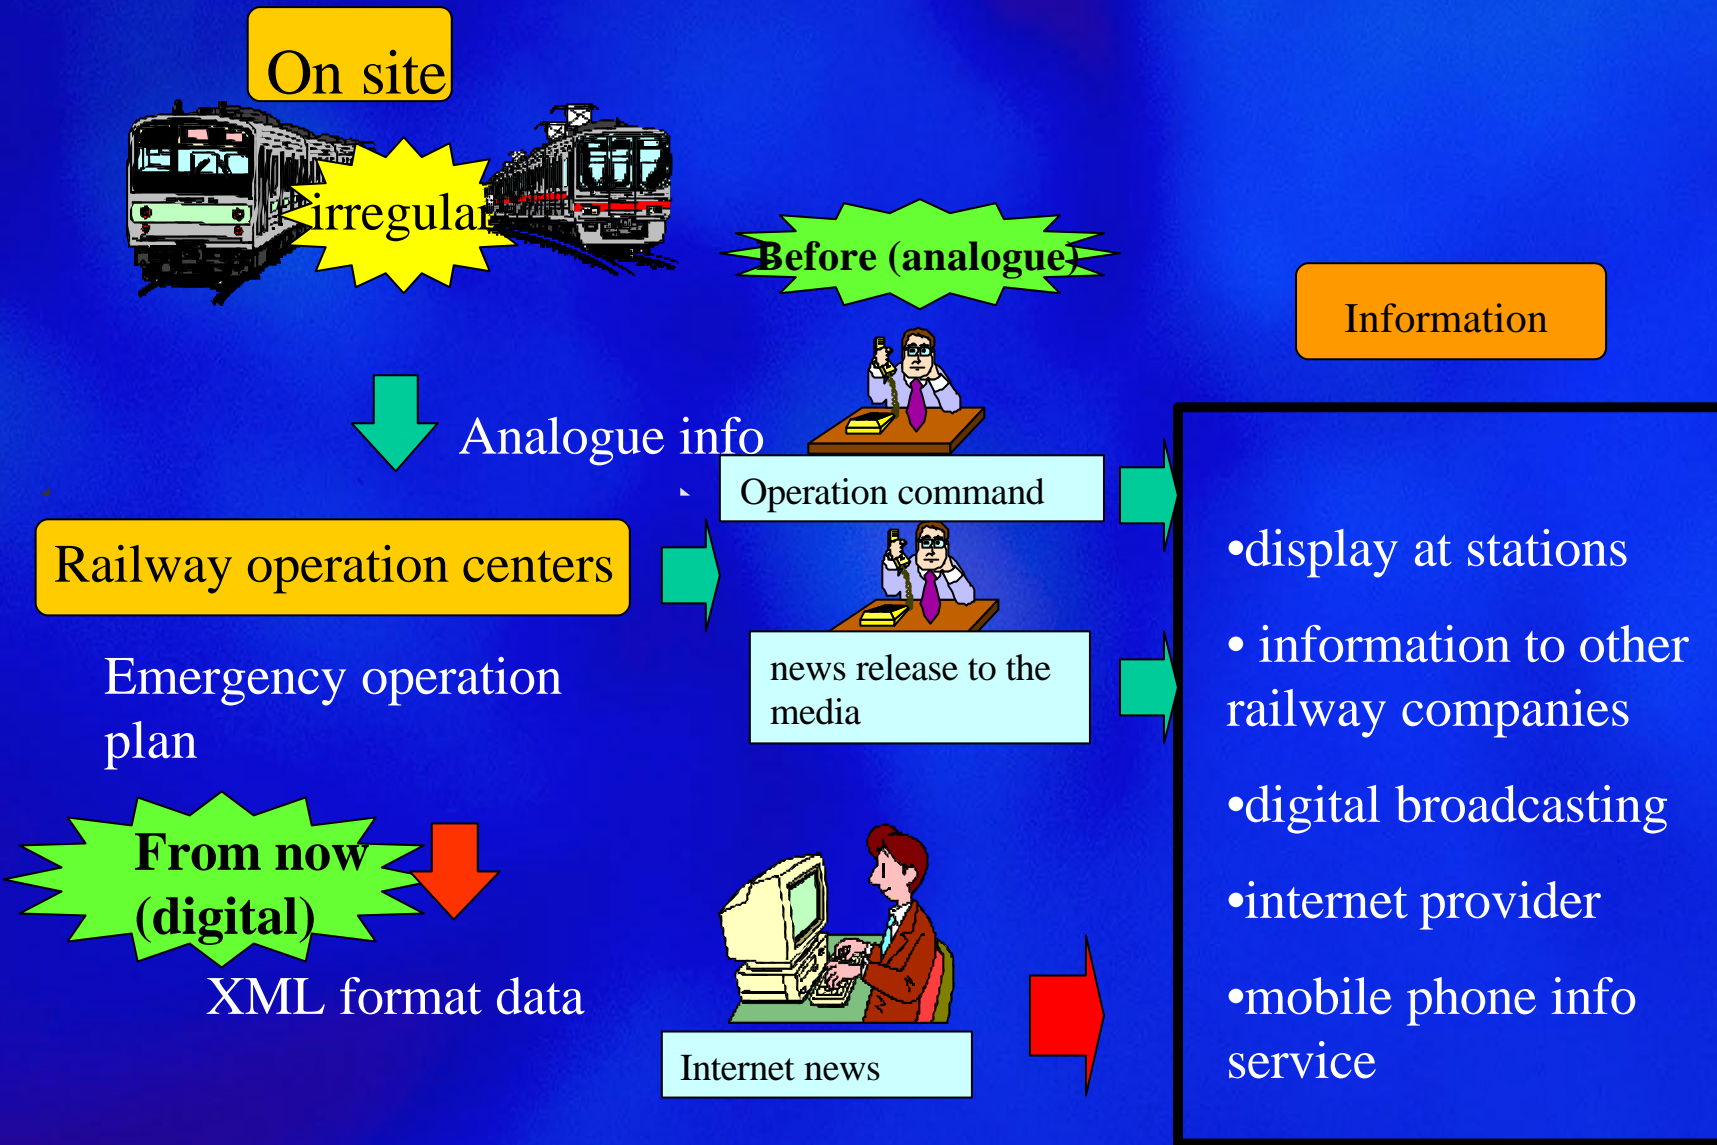 On site
irregular
Before (analogue)
Information
Analogue info
Operation command
Railway operation centers
news release to the
media
Emergency operation
plan
From now
(digital)
XML format data
Internet news
•display at stations
• information to other
railway companies
•digital broadcasting
•internet provider
•mobile phone info
service